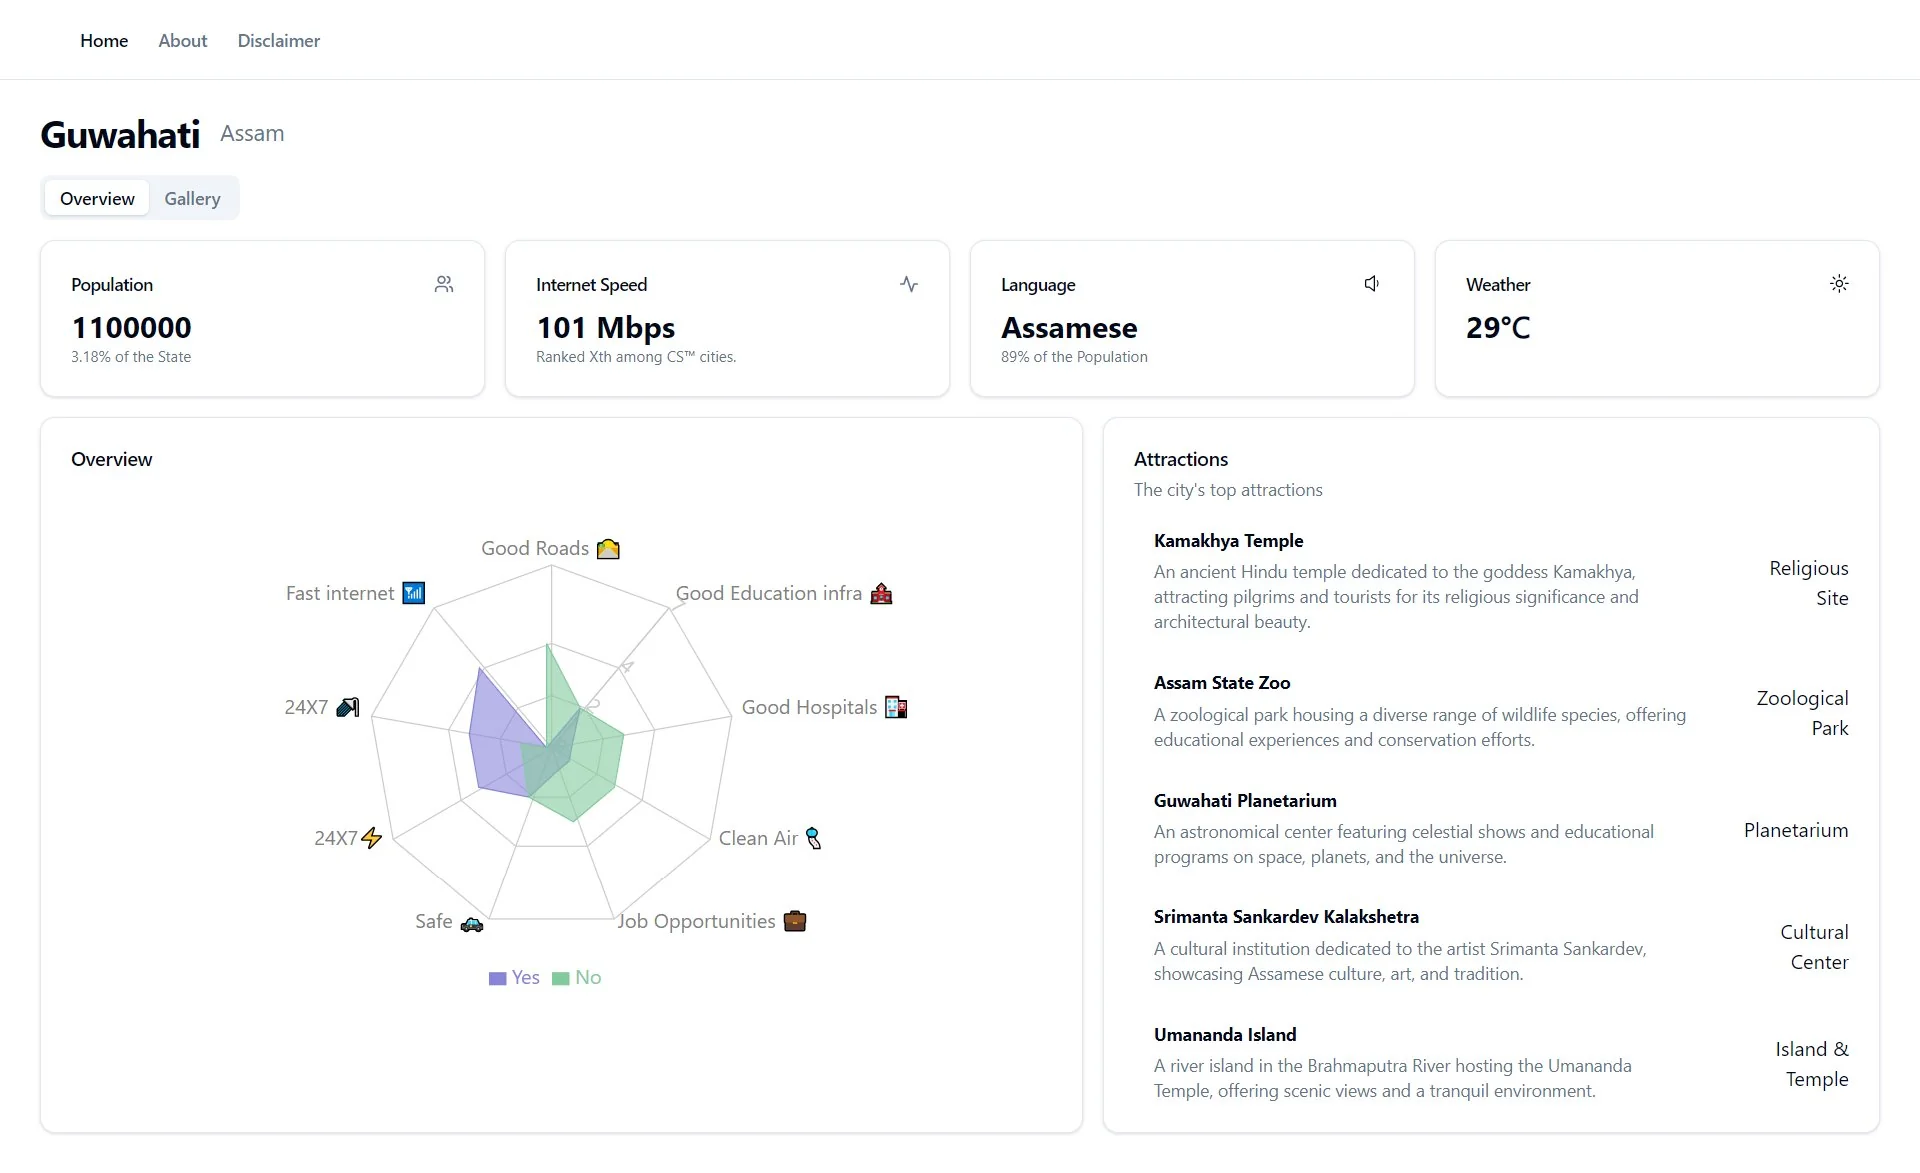 Home About Disclaimer
Guwahati Assam
Overview Gallery
Population
1100000
3.18% of the State
Internet Speed
101 Mbps
Ranked Xth among CS™ cities.
Language
Assamese
89% of the Population
Weather
29°C
Overview
Good Roads
Fast internet
Good Education infra
4
2
24X7
Good Hospitals
24X7
Clean Air
Safe
Job Opportunities
Yes No
Attractions
The city's top attractions
Kamakhya Temple
An ancient Hindu temple dedicated to the goddess Kamakhya,
attracting pilgrims and tourists for its religious significance and
architectural beauty.
Religious
Site
Assam State Zoo
A zoological park housing a diverse range of wildlife species, offering
educational experiences and conservation efforts.
Zoological
Park
Guwahati Planetarium
An astronomical center featuring celestial shows and educational
programs on space, planets, and the universe.
Planetarium
Srimanta Sankardev Kalakshetra
A cultural institution dedicated to the artist Srimanta Sankardev,
showcasing Assamese culture, art, and tradition.
Cultural
Center
Umananda Island
A river island in the Brahmaputra River hosting the Umananda
Temple, offering scenic views and a tranquil environment.
Island &
Temple